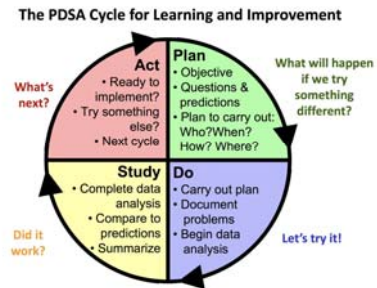 The PDSA Cycle for Learning and Improvement
Act
• Ready to
implement?
• Try something
else?
• Next cycle
Plan
• Objective
• Questions &
predictions
• Plan to carry out:
Who?When?
How? Where?
What will happen
if we try
something
different?
What's
next?
Study
• Complete data
analysis
• Compare to
predictions
• Summarize
Do
• Carry out plan
• Document
problems
• Begin data
analysis
Did it
work?
Let's try it!